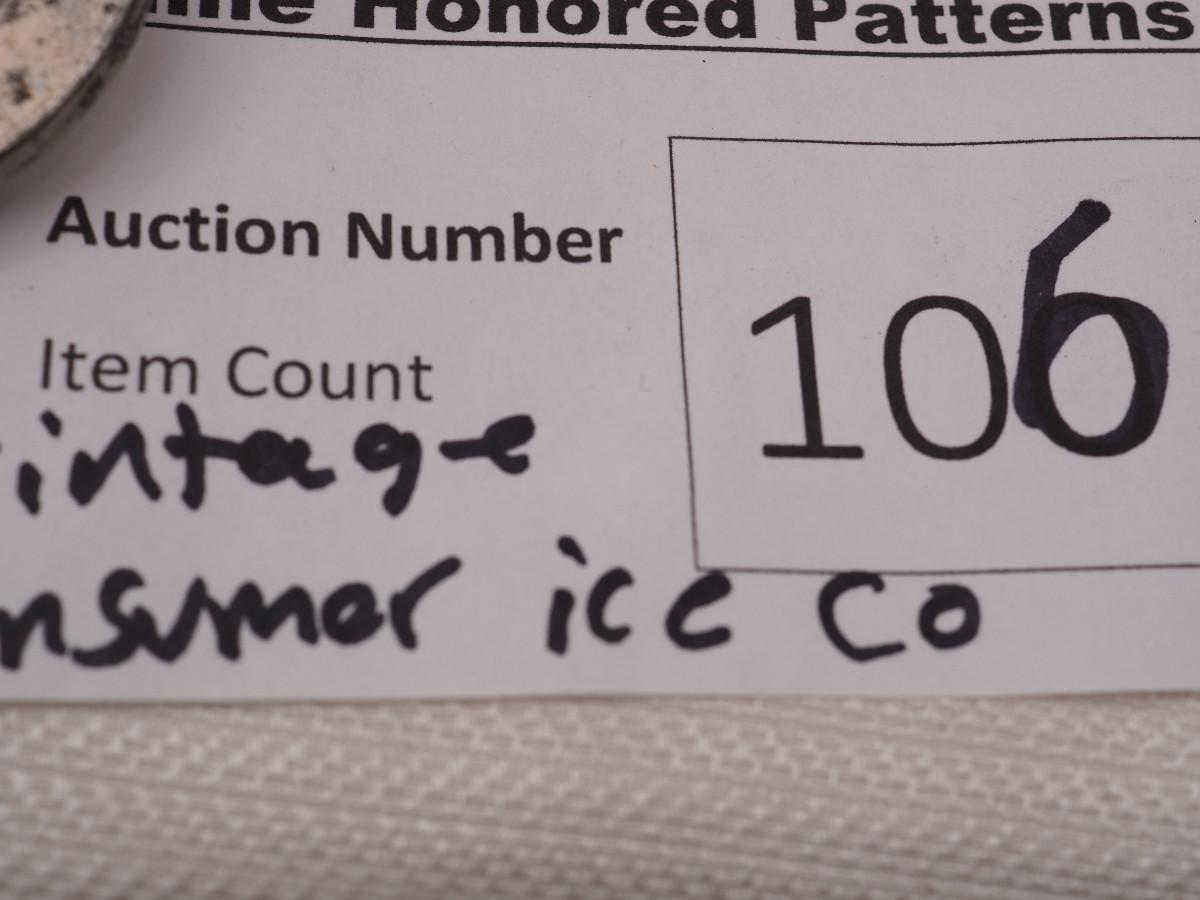 Honored Patterns
Auction Number
106
Item Count
intage
nsumer ice co